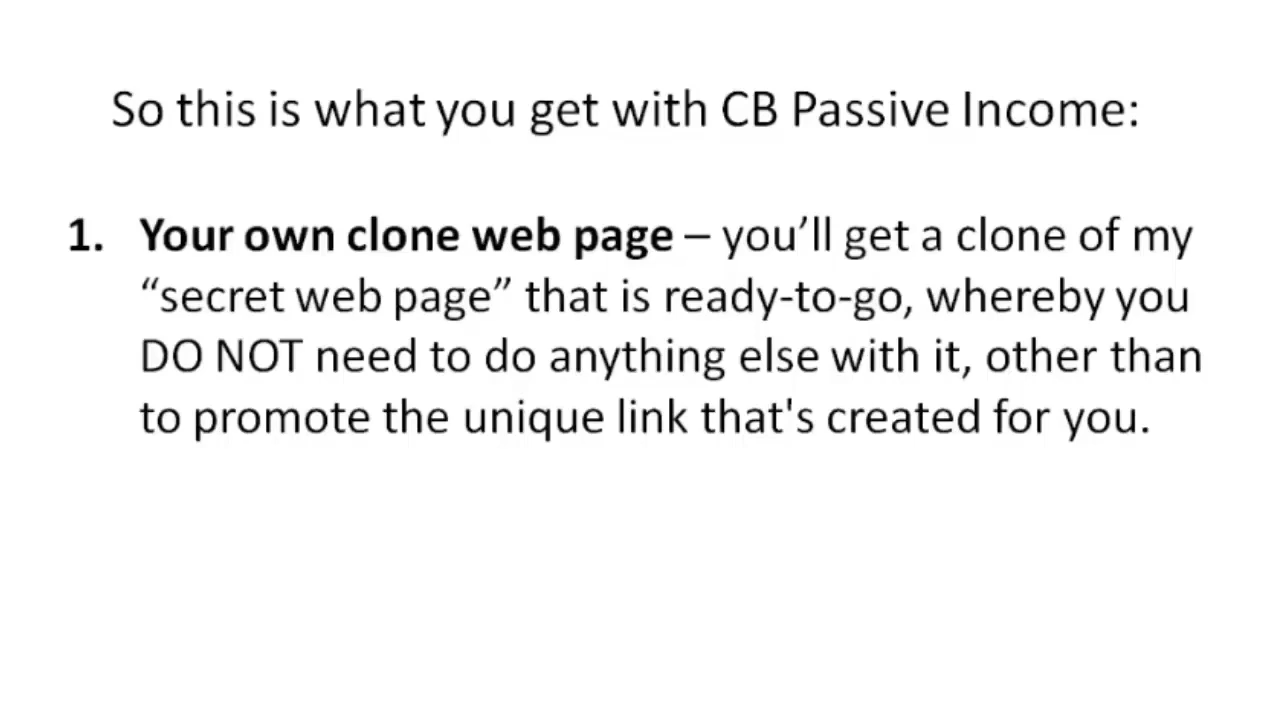 So this is what you get with CB Passive Income:
1. Your own clone web page – you’ll get a clone of my
“secret web page” that is ready-to-go, whereby you
DO NOT need to do anything else with it, other than
to promote the unique link that's created for you.